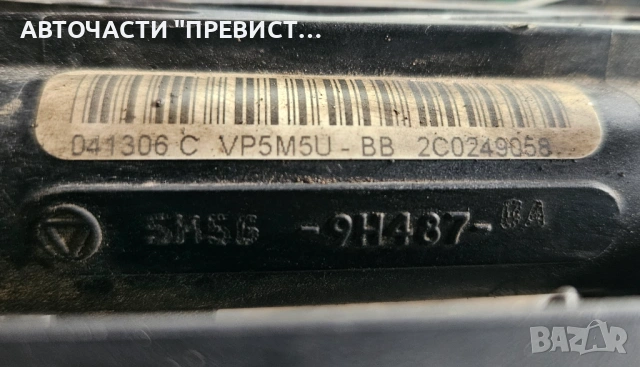 АВТОЧАСТИ "ПРЕВИСТ...
041306 C VP5M5U - BB 2C0249058
-9H487-
BAZAR